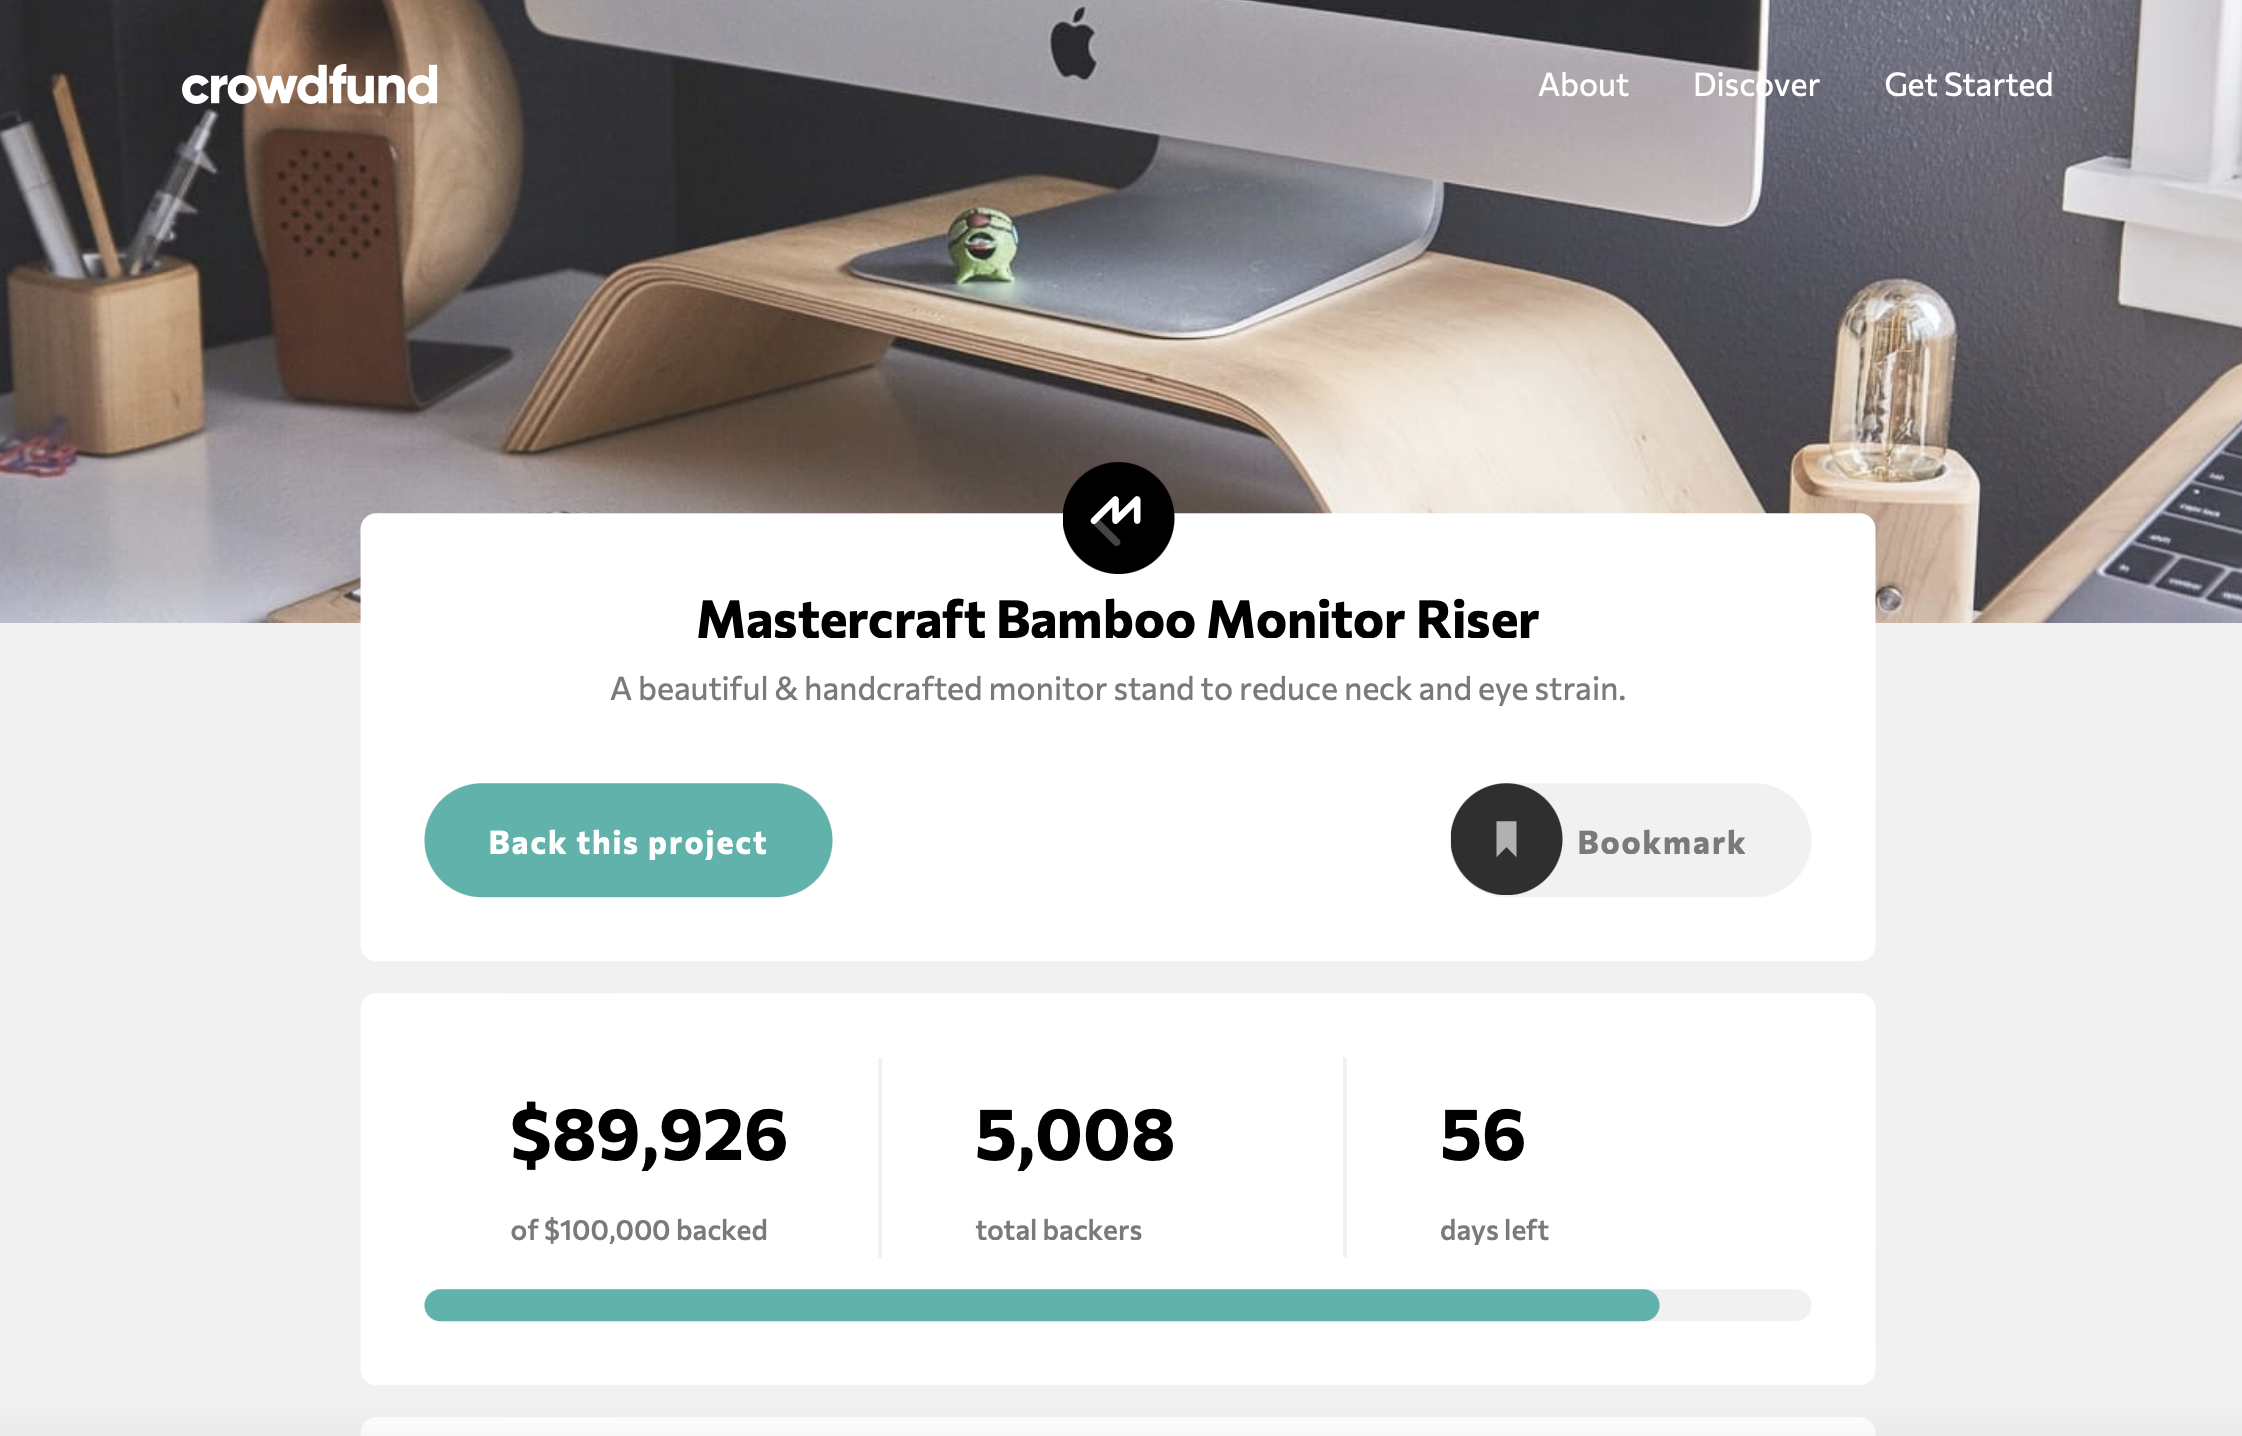 crowdfund
About Discover Get Started
Mastercraft Bamboo Monitor Riser
A beautiful & handcrafted monitor stand to reduce neck and eye strain.
Back this project
Bookmark
$89,926
of $100,000 backed
5,008
total backers
56
days left